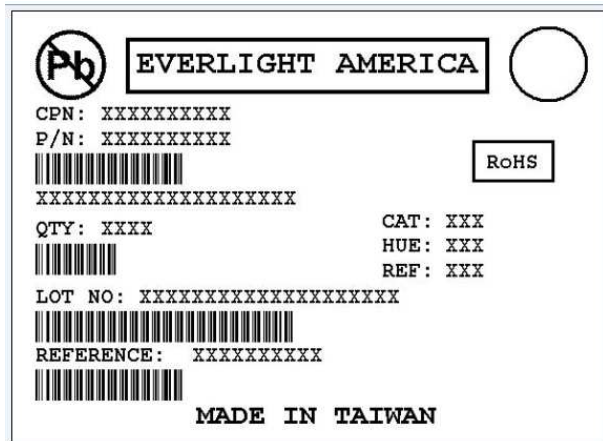 Pb
EVERLIGHT AMERICA
CPN: XXXXXXXXXX
P/N: XXXXXXXXXX
RoHS
XXXXXXXXXXXXXXXXXXXX
QTY: XXXX
CAT: XXX
HUE: XXX
REF: XXX
LOT NO: XXXXXXXXXXXXXXXXXXXX
REFERENCE: XXXXXXXXXX
MADE IN TAIWAN